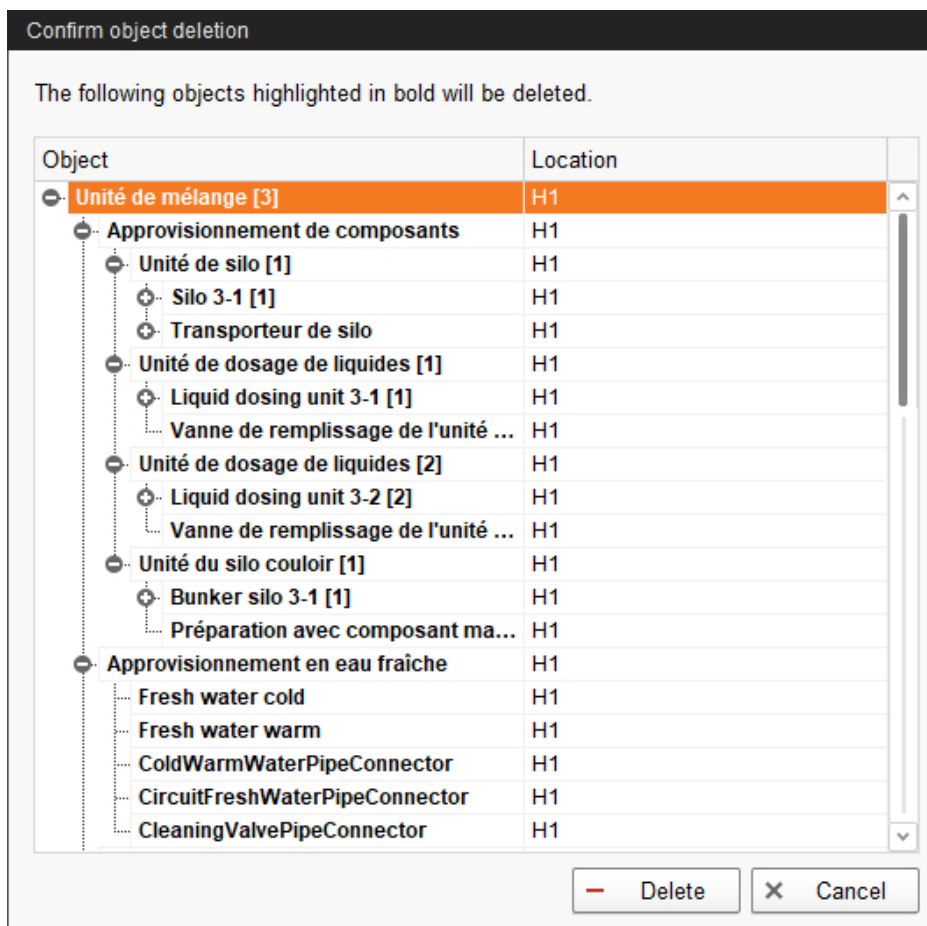 Confirm object deletion
The following objects highlighted in bold will be deleted.
Object Location
Unité de mélange [3] H1
Approvisionnement de composants H1
Unité de silo [1] H1
Silo 3-1 [1] H1
Transporteur de silo H1
Unité de dosage de liquides [1] H1
Liquid dosing unit 3-1 [1] H1
Vanne de remplissage de l'unité ... H1
Unité de dosage de liquides [2] H1
Liquid dosing unit 3-2 [2] H1
Vanne de remplissage de l'unité ... H1
Unité du silo couloir [1] H1
Bunker silo 3-1 [1] H1
Préparation avec composant ma... H1
Approvisionnement en eau fraîche H1
Fresh water cold H1
Fresh water warm H1
ColdWarmWaterPipeConnector H1
CircuitFreshWaterPipeConnector H1
CleaningValvePipeConnector H1
Delete Cancel